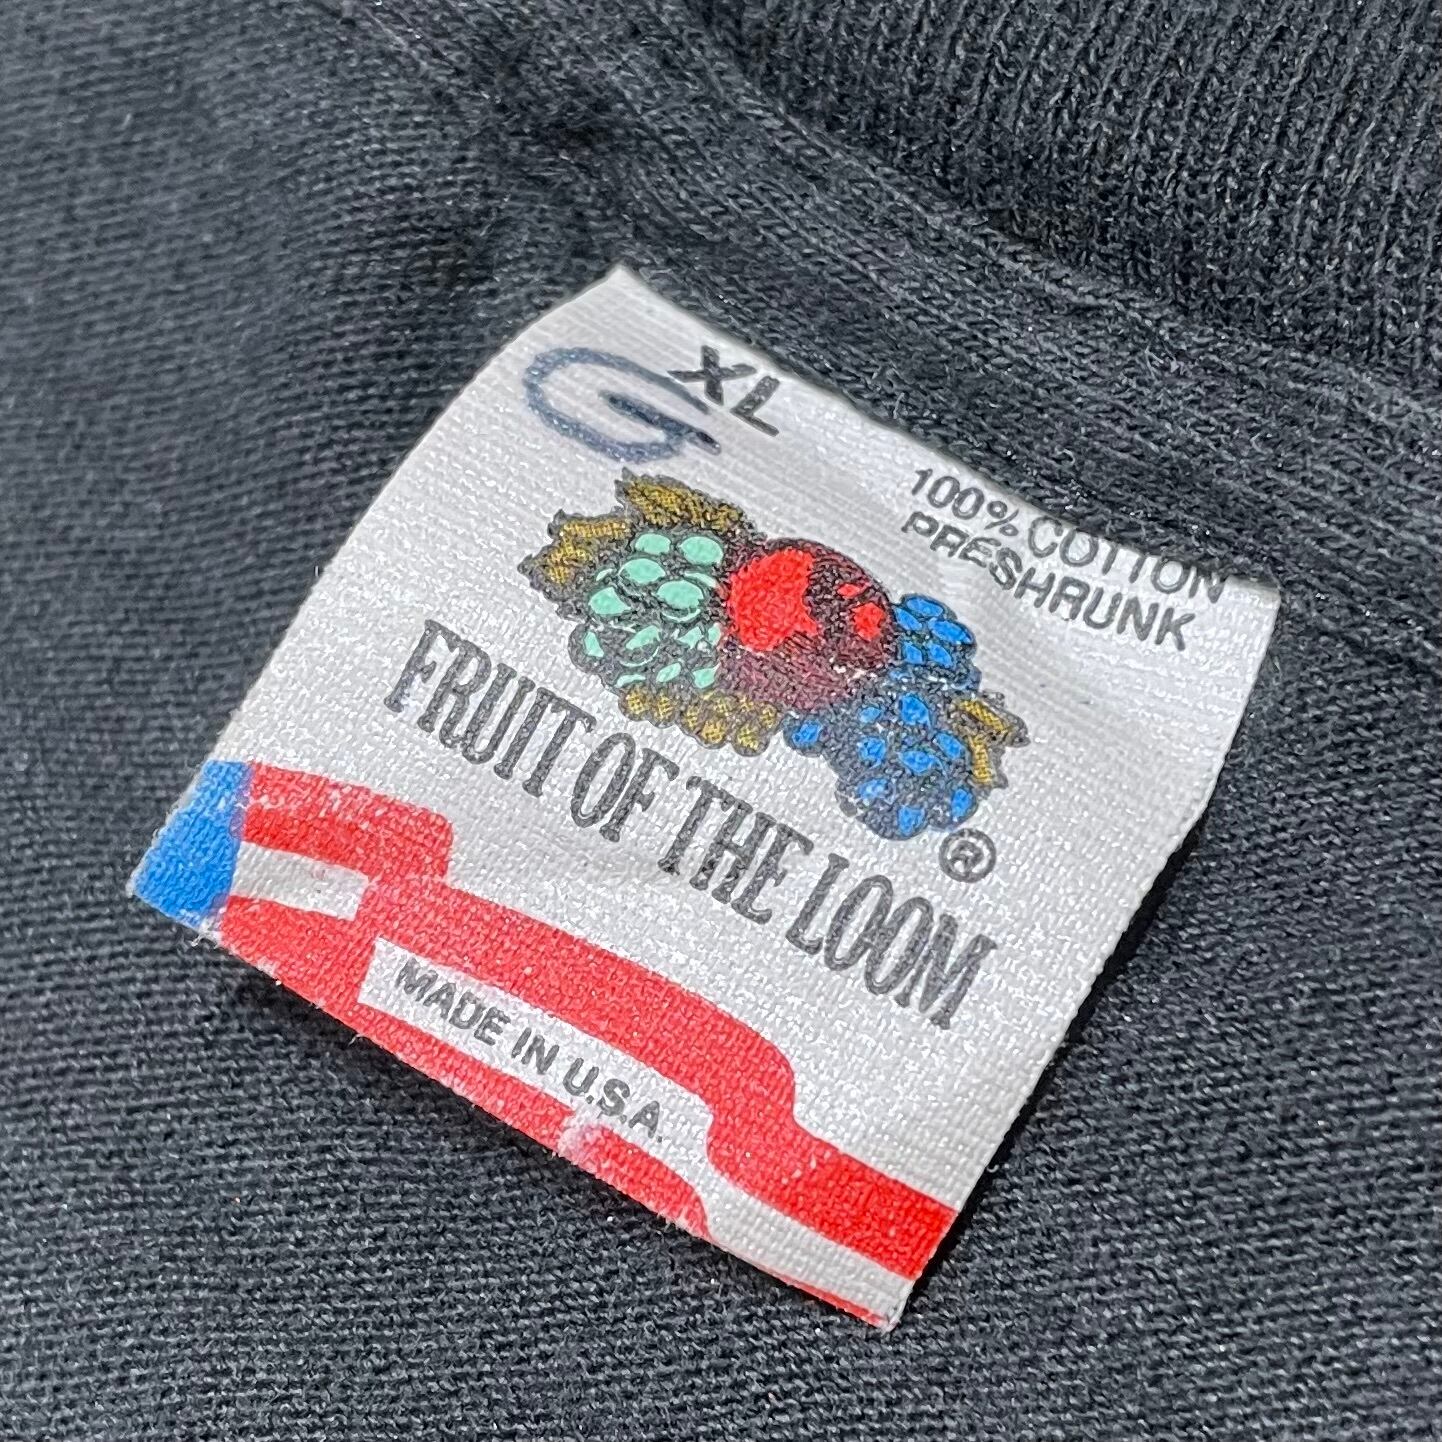 G XL
100% COTTON
PRESHRUNK
FRUIT OF THE LOOM ®
MADE IN U.S.A.